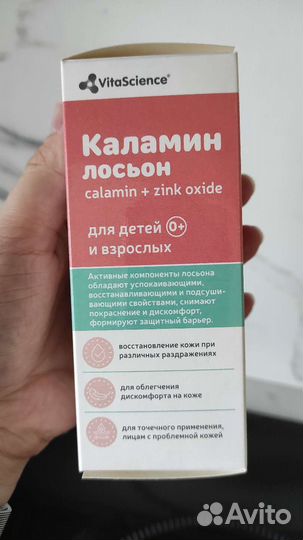 VitaScience®
Каламин
лосьон
calamin + zink oxide
для детей 0+
и взрослых
Активные компоненты лосьона
обладают успокаивающими,
восстанавливающими и подсуши-
вающими свойствами, снимают
покраснение и дискомфорт,
формируют защитный барьер.
восстановление кожи при
различных раздражениях
для облегчения
дискомфорта на коже
для точечного применения,
лицам с проблемной кожей
Avito